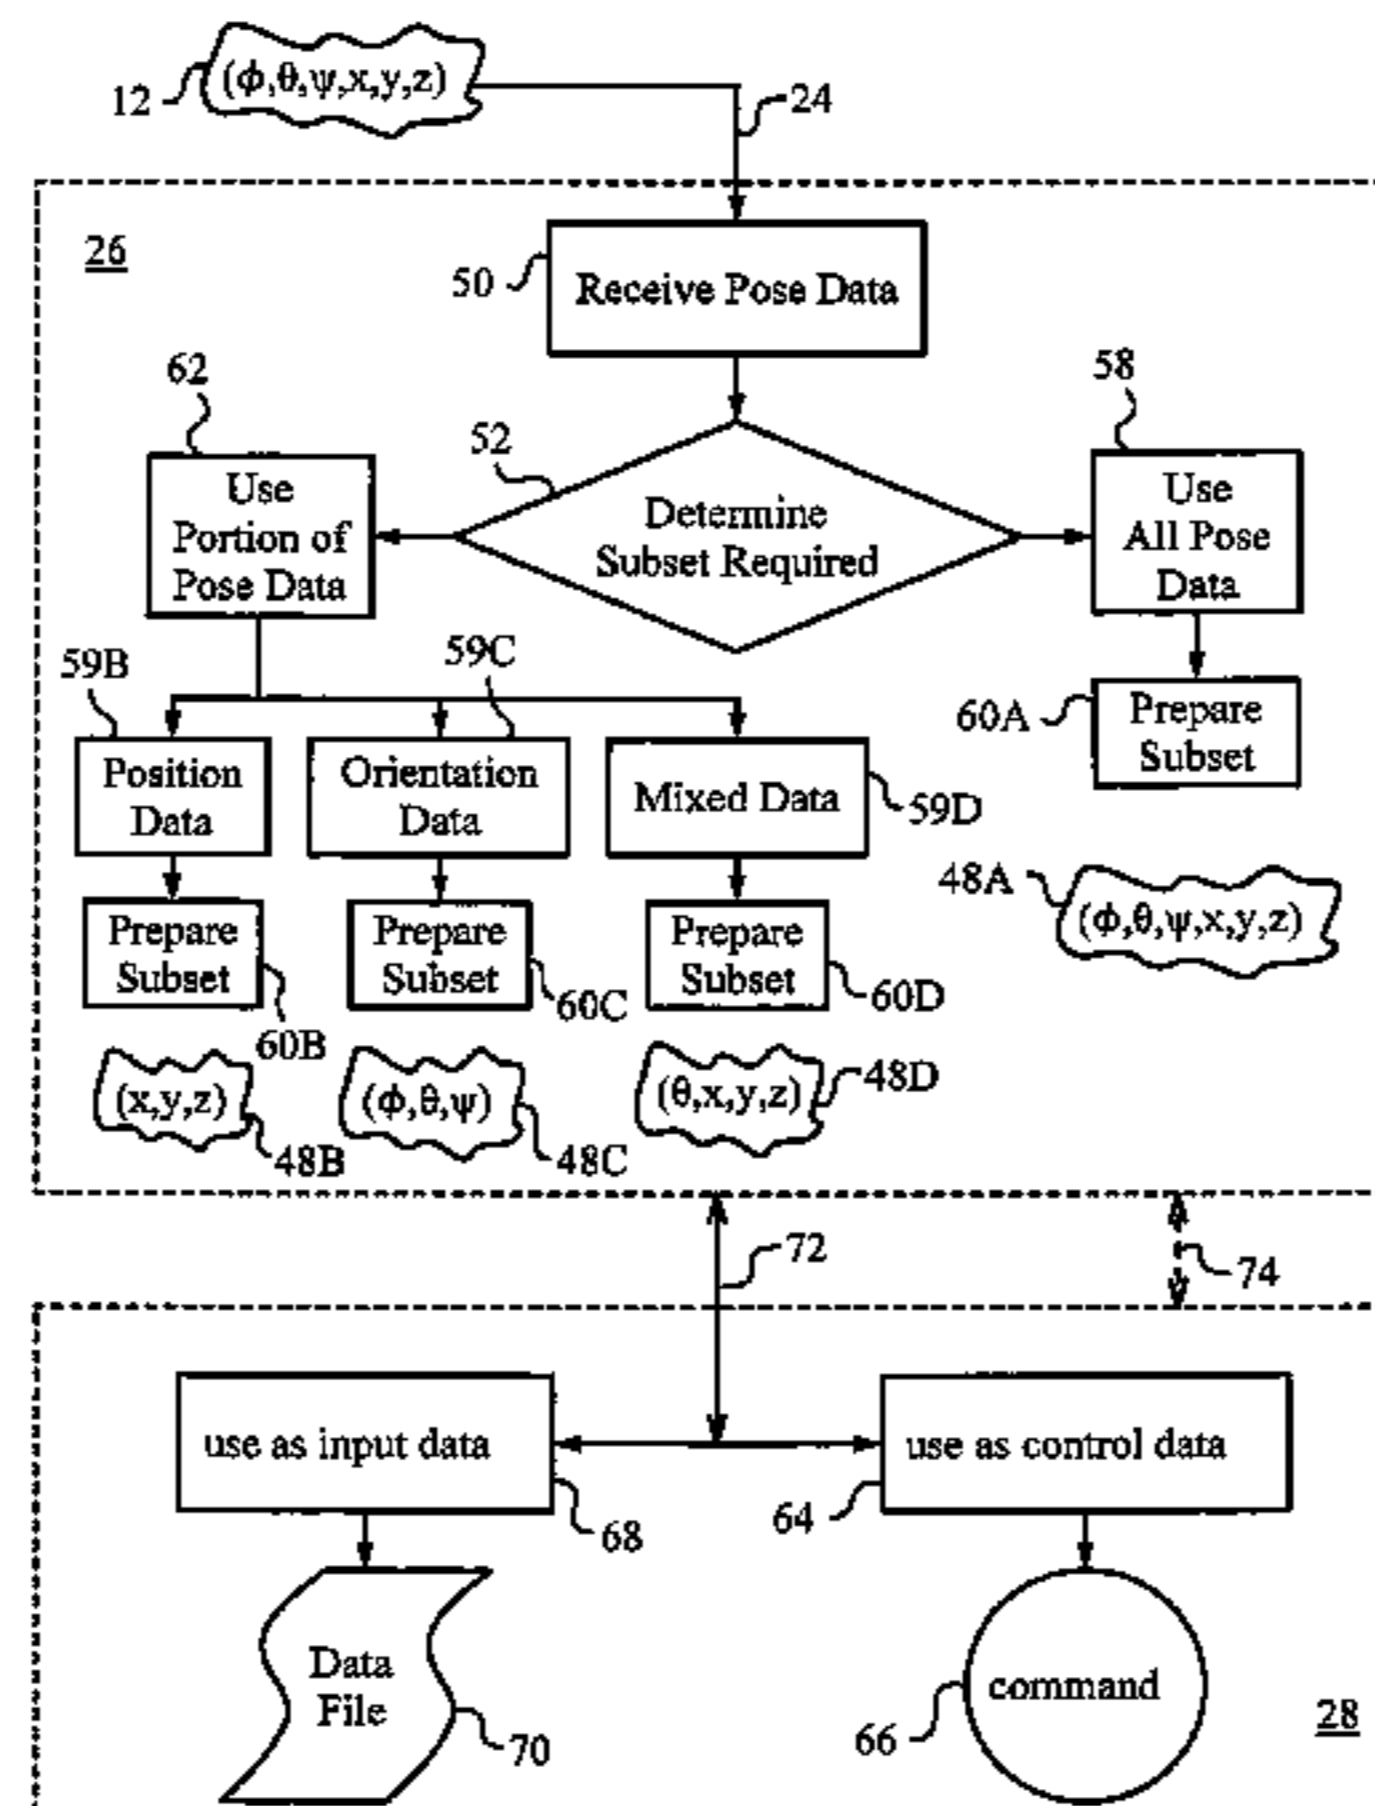 (ϕ,θ,ψ,x,y,z)
12
24
26
50
Receive Pose Data
62
58
52
Use
Portion of
Pose Data
Determine
Subset Required
Use
All Pose
Data
59B
59C
60A
Prepare
Subset
Position
Data
Orientation
Data
Mixed Data
59D
48A
(ϕ,θ,ψ,x,y,z)
Prepare
Subset
Prepare
Subset
Prepare
Subset
60B
60C
60D
(x,y,z)
(ϕ,θ,ψ)
(θ,x,y,z)
48D
48B
48C
72
74
use as input data
use as control data
68
64
Data
File
command
70
66
28